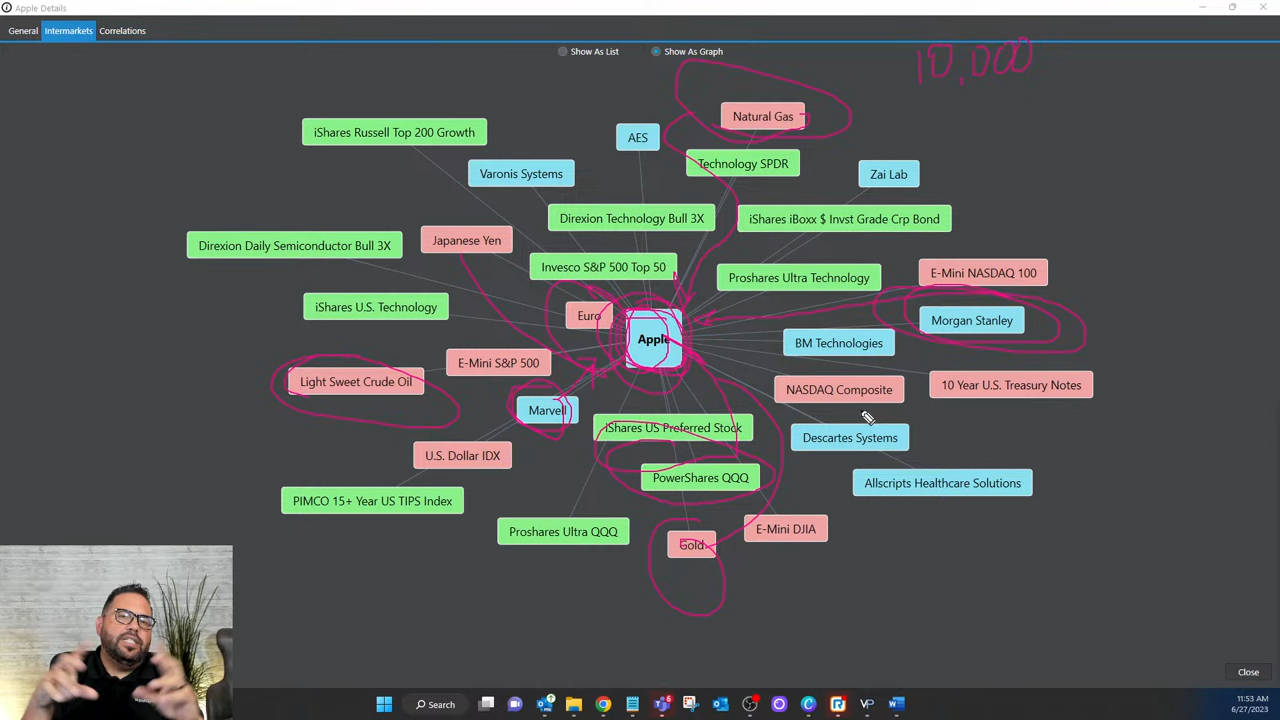 Apple Details
General Intermarkets Correlations
Show As List Show As Graph
10,000
Natural Gas
iShares Russell Top 200 Growth
AES
Technology SPDR
Varonis Systems
Zai Lab
Direxion Technology Bull 3X
iShares iBoxx $ Invst Grade Crp Bond
Japanese Yen
Direxion Daily Semiconductor Bull 3X
Invesco S&P 500 Top 50
E-Mini NASDAQ 100
Proshares Ultra Technology
iShares U.S. Technology
Euro
Morgan Stanley
Apple
BM Technologies
E-Mini S&P 500
Light Sweet Crude Oil
10 Year U.S. Treasury Notes
NASDAQ Composite
Marvell
iShares US Preferred Stock
Descartes Systems
U.S. Dollar IDX
PowerShares QQQ
Allscripts Healthcare Solutions
PIMCO 15+ Year US TIPS Index
Proshares Ultra QQQ
E-Mini DJIA
Gold
Close
Search
11:53 AM
6/27/2023